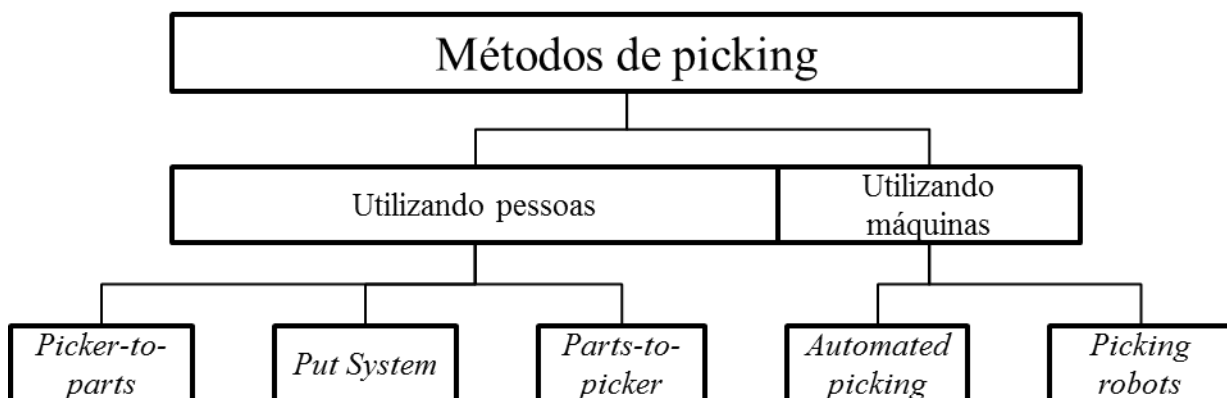 Métodos de picking
Utilizando pessoas
Utilizando
máquinas
Picker-to-
parts
Put System
Parts-to-
picker
Automated
picking
Picking
robots